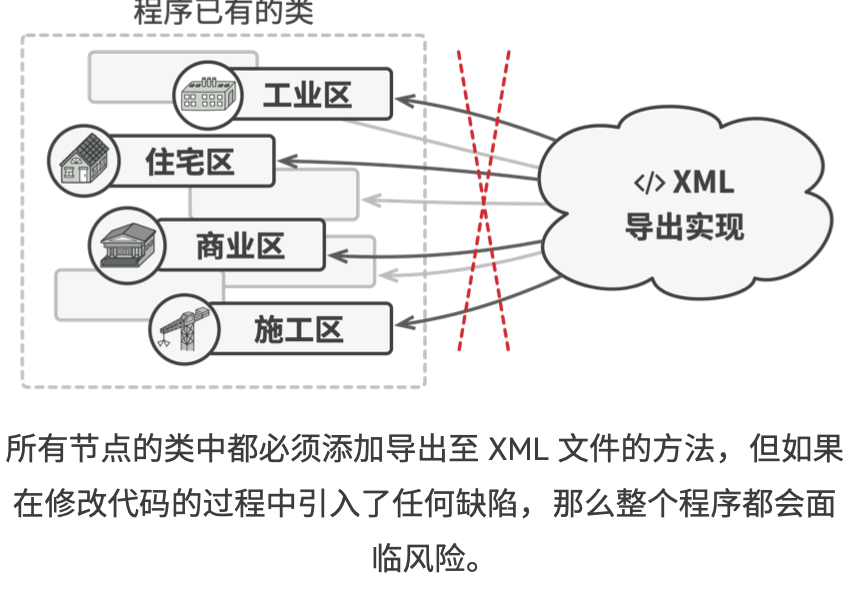 程序已有的类
工业区
住宅区
商业区
施工区
</> XML
导出实现
所有节点的类中都必须添加导出至 XML 文件的方法，但如果
在修改代码的过程中引入了任何缺陷，那么整个程序都会面
临风险。